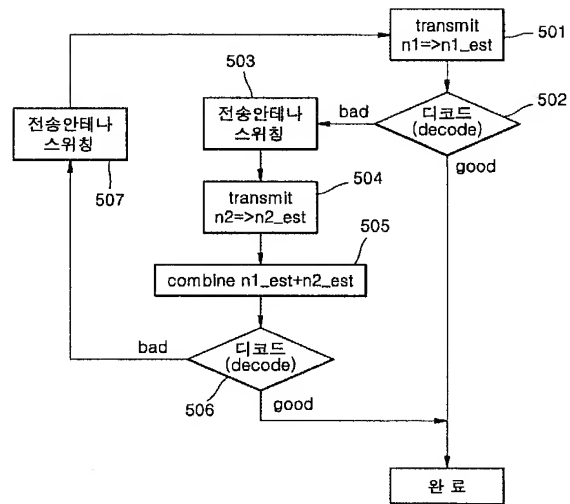 transmit
n1=>n1_est
501
디코드
(decode)
502
bad
good
503
전송안테나
스위칭
transmit
n2=>n2_est
504
combine n1_est+n2_est
505
디코드
(decode)
506
bad
good
전송안테나
스위칭
507
완 료